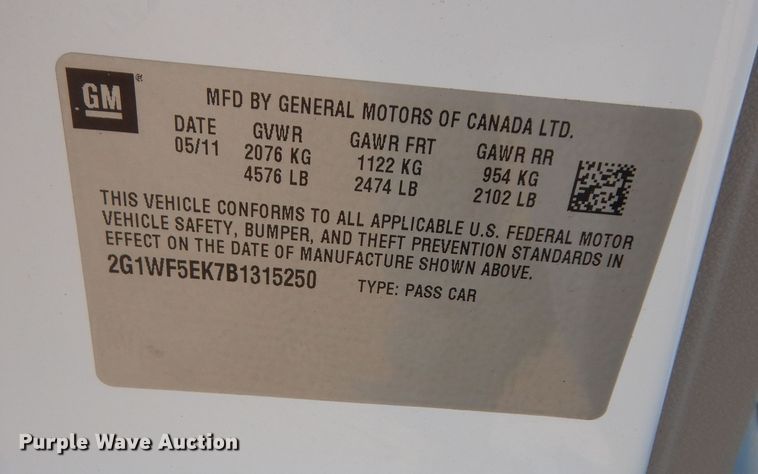 GM ®
MFD BY GENERAL MOTORS OF CANADA LTD.
DATE GVWR GAWR FRT GAWR RR
05/11 2076 KG 1122 KG 954 KG
4576 LB 2474 LB 2102 LB
THIS VEHICLE CONFORMS TO ALL APPLICABLE U.S. FEDERAL MOTOR
VEHICLE SAFETY, BUMPER, AND THEFT PREVENTION STANDARDS IN
EFFECT ON THE DATE OF MANUFACTURE SHOWN ABOVE.
2G1WF5EK7B1315250 TYPE: PASS CAR
Purple Wave Auction